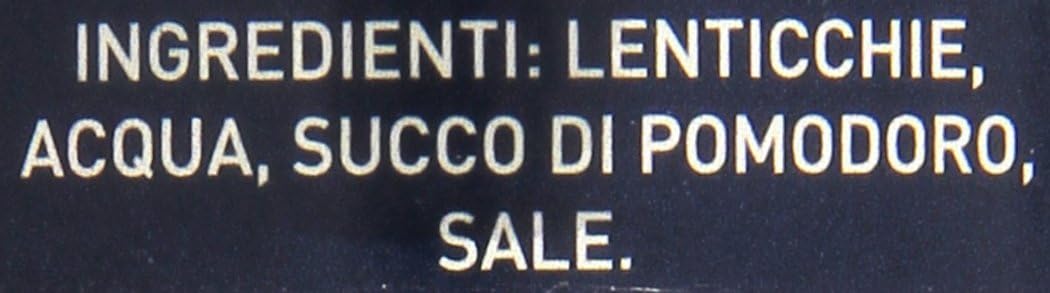 INGREDIENTI: LENTICCHIE,
ACQUA, SUCCO DI POMODORO,
SALE.